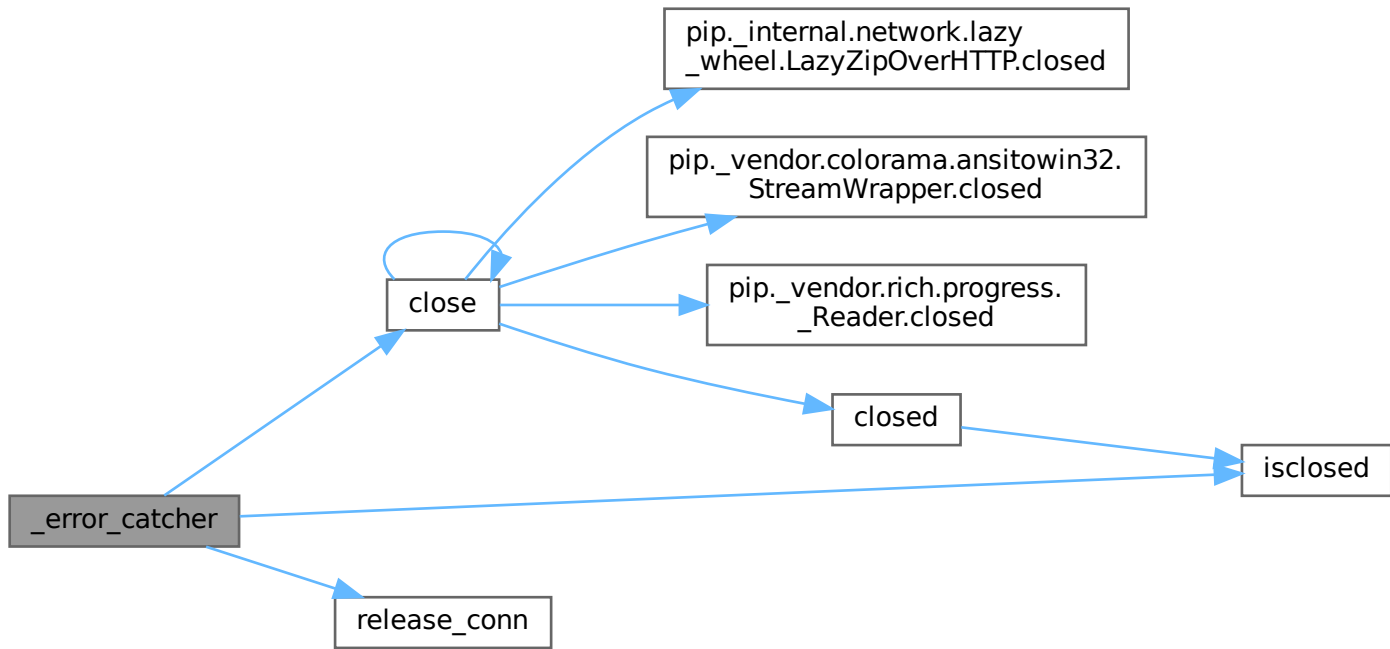 pip._internal.network.lazy
_wheel.LazyZipOverHTTP.closed
pip._vendor.colorama.ansitowin32.
StreamWrapper.closed
close
pip._vendor.rich.progress.
_Reader.closed
closed
isclosed
_error_catcher
release_conn